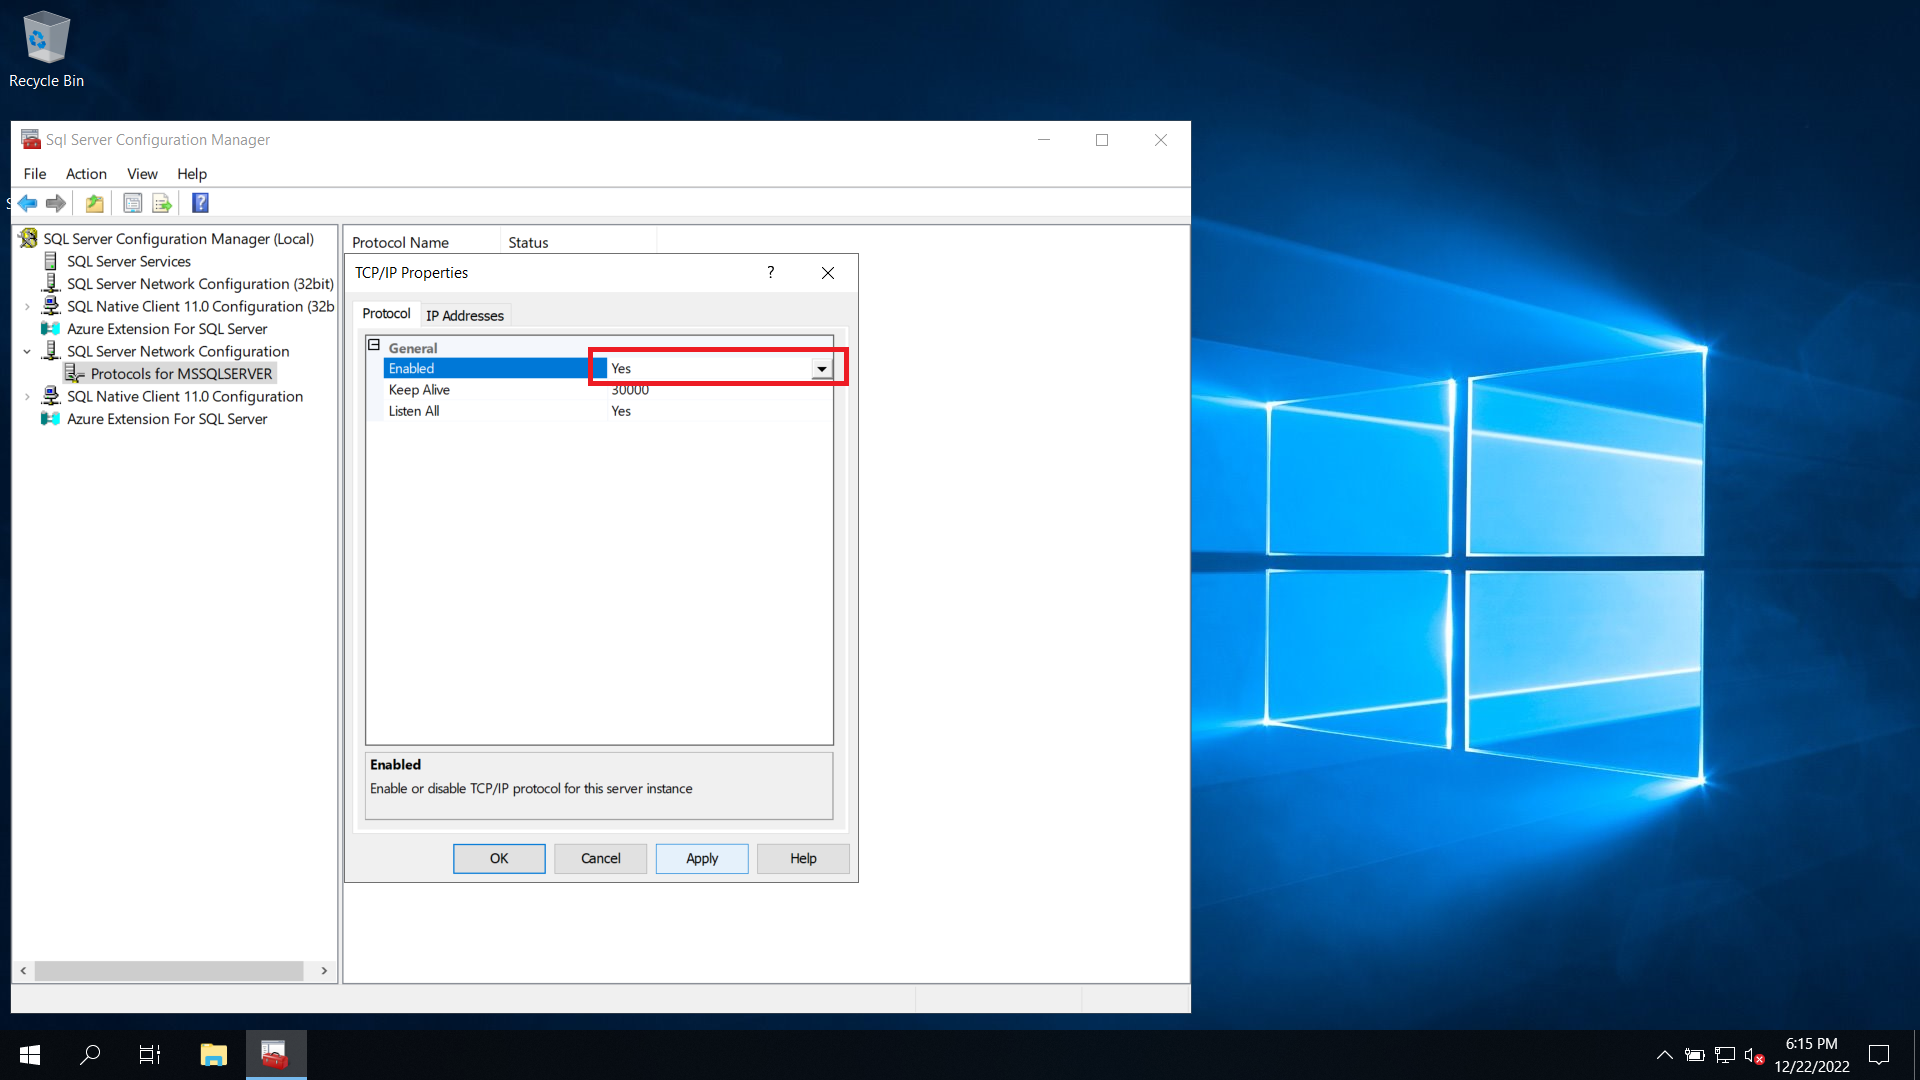 Recycle Bin
Sql Server Configuration Manager
File Action View Help
SQL Server Configuration Manager (Local)
SQL Server Services
SQL Server Network Configuration (32bit)
SQL Native Client 11.0 Configuration (32b
Azure Extension For SQL Server
SQL Server Network Configuration
Protocols for MSSQLSERVER
SQL Native Client 11.0 Configuration
Azure Extension For SQL Server
Protocol Name Status
TCP/IP Properties ?
Protocol IP Addresses
General
Enabled Yes
Keep Alive 30000
Listen All Yes
Enabled
Enable or disable TCP/IP protocol for this server instance
OK Cancel Apply Help
6:15 PM
12/22/2022